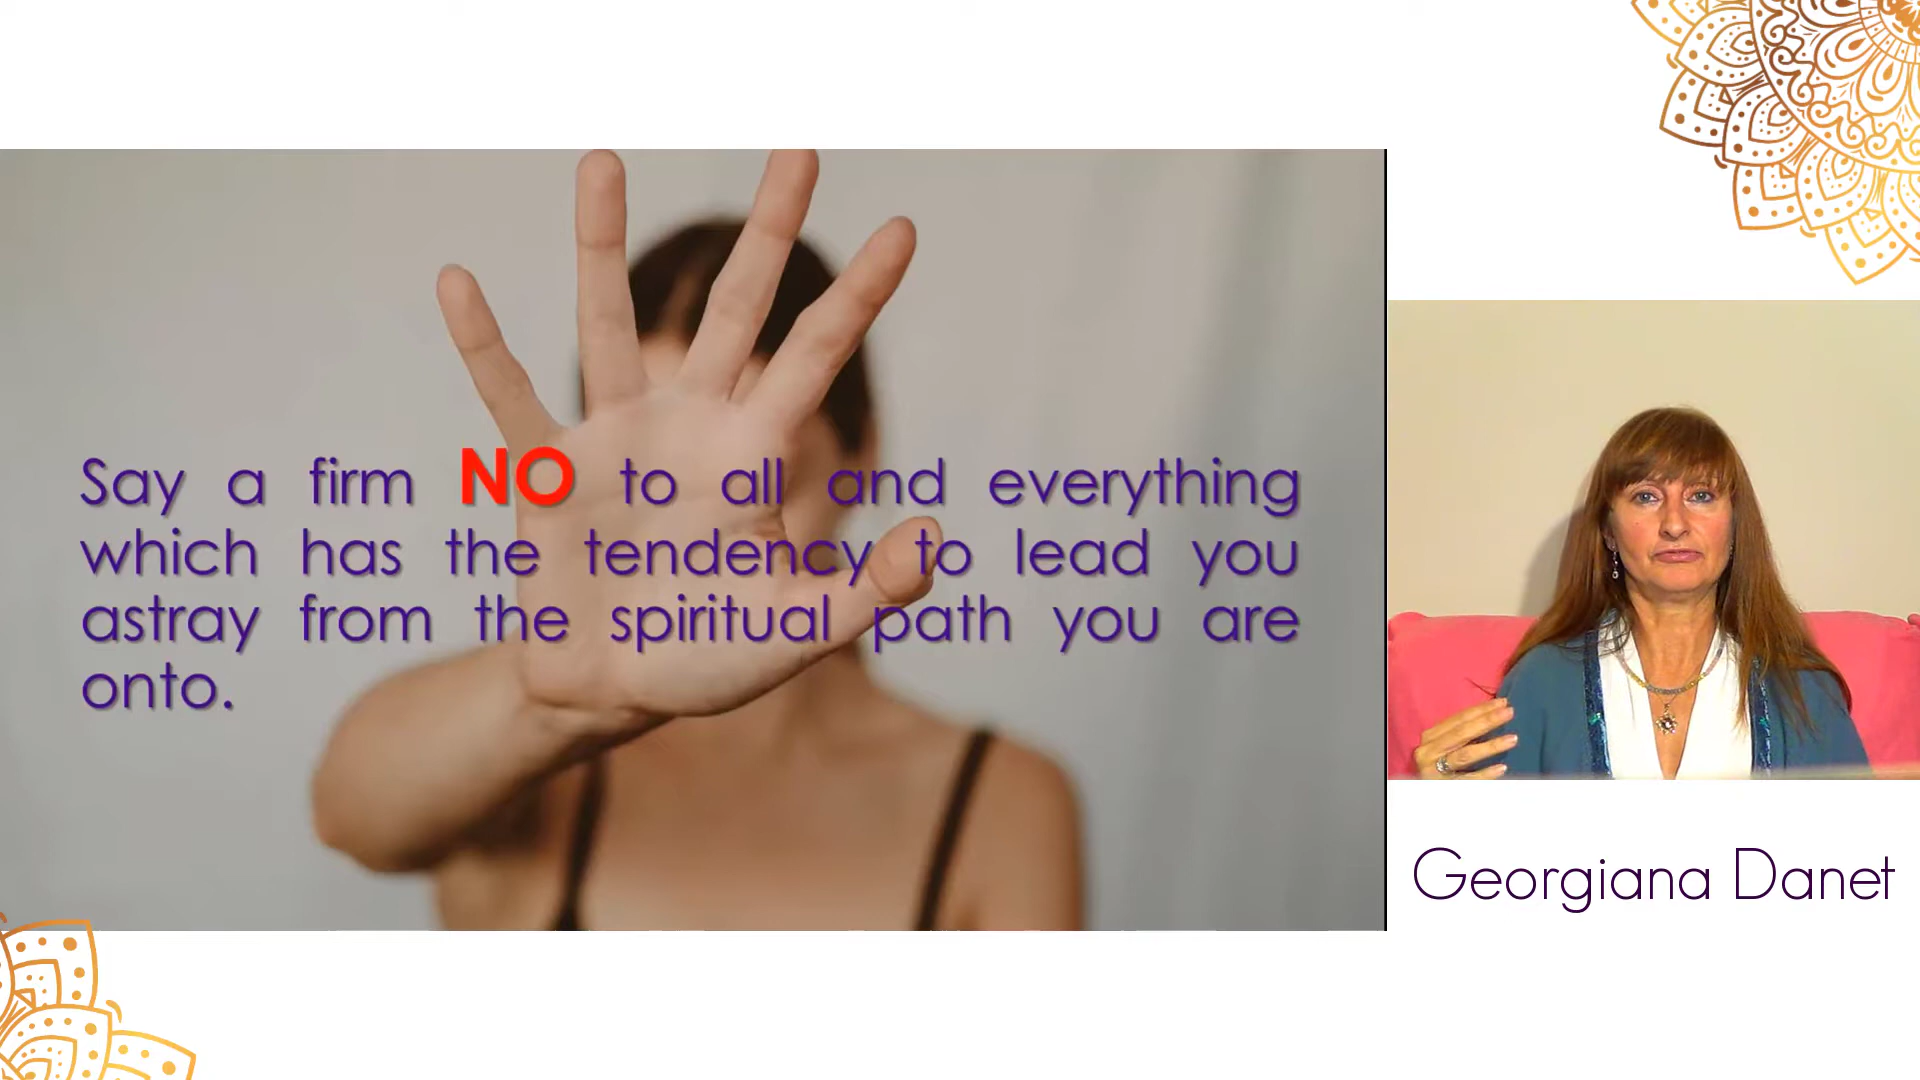 Say a firm NO to all and everything
which has the tendency to lead you
astray from the spiritual path you are
onto.
Georgiana Danet